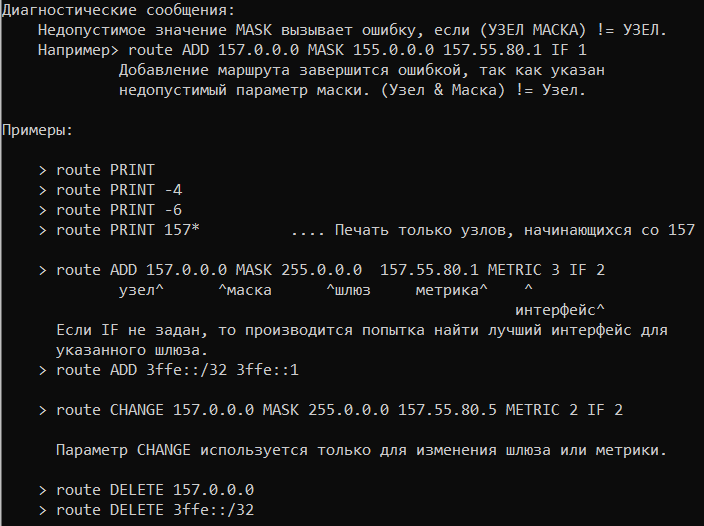 Диагностические сообщения:
    Недопустимое значение MASK вызывает ошибку, если (УЗЕЛ МАСКА) != УЗЕЛ.
    Например> route ADD 157.0.0.0 MASK 155.0.0.0 157.55.80.1 IF 1
             Добавление маршрута завершится ошибкой, так как указан
             недопустимый параметр маски. (Узел & Маска) != Узел.

Примеры:

    > route PRINT
    > route PRINT -4
    > route PRINT -6
    > route PRINT 157*          .... Печать только узлов, начинающихся со 157

    > route ADD 157.0.0.0 MASK 255.0.0.0  157.55.80.1 METRIC 3 IF 2
             узел^      ^маска      ^шлюз     метрика^    ^
                                                         интерфейс^
      Если IF не задан, то производится попытка найти лучший интерфейс для
      указанного шлюза.
    > route ADD 3ffe::/32 3ffe::1

    > route CHANGE 157.0.0.0 MASK 255.0.0.0 157.55.80.5 METRIC 2 IF 2

      Параметр CHANGE используется только для изменения шлюза или метрики.

    > route DELETE 157.0.0.0
    > route DELETE 3ffe::/32